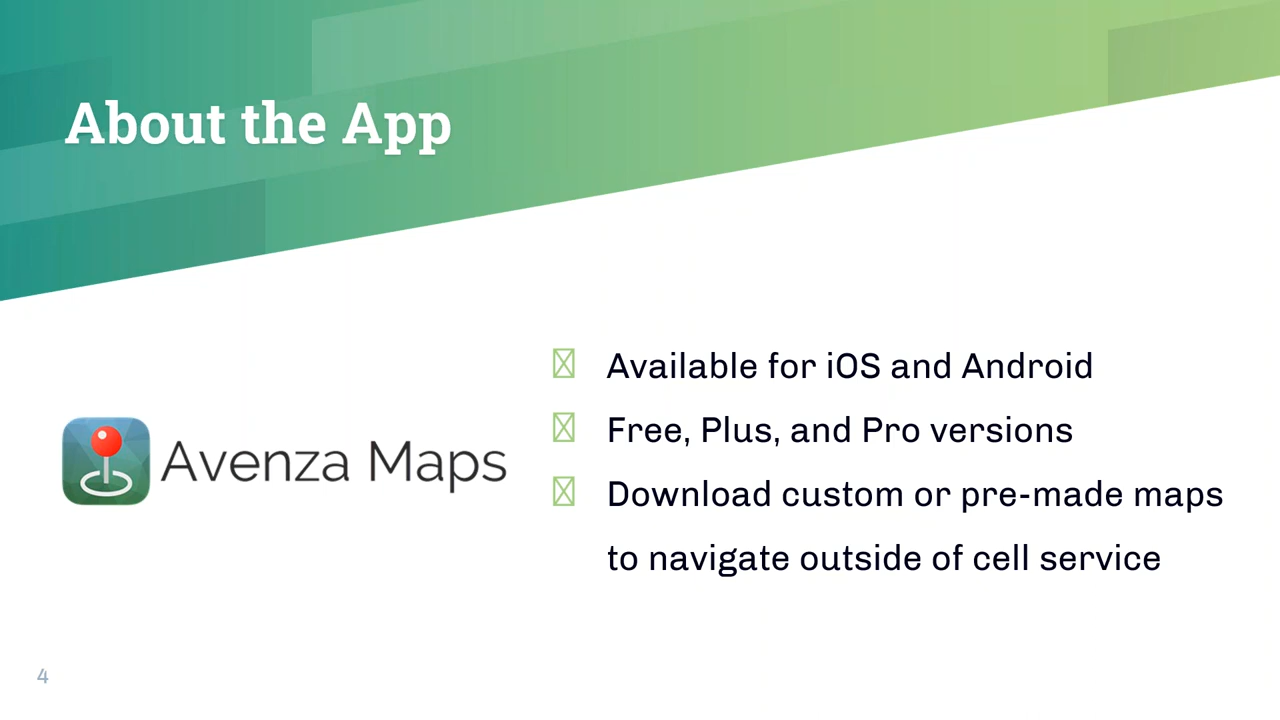 About the App
Avenza Maps
Available for iOS and Android
Free, Plus, and Pro versions
Download custom or pre-made maps
to navigate outside of cell service
4